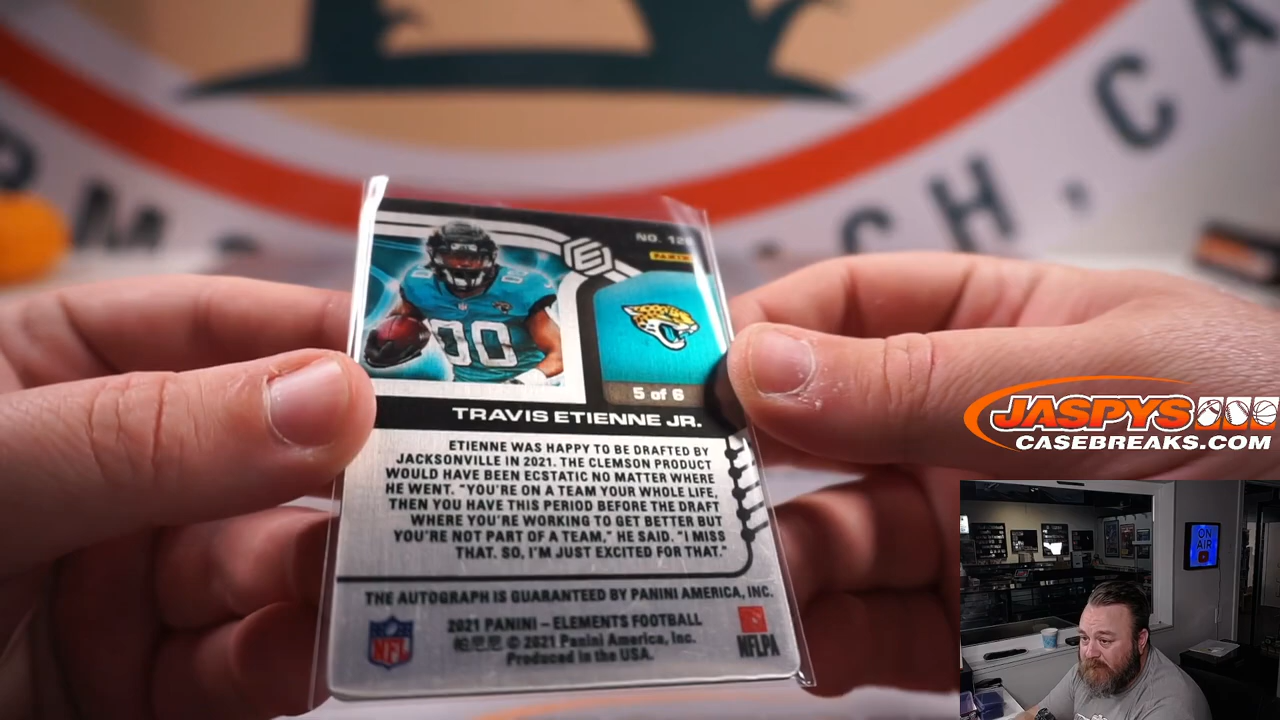 NO. 12
PANINI
00
5 of 6
TRAVIS ETIENNE JR.
ETIENNE WAS HAPPY TO BE DRAFTED BY
JACKSONVILLE IN 2021. THE CLEMSON PRODUCT
WOULD HAVE BEEN ECSTATIC NO MATTER WHERE
HE WENT. "YOU'RE ON A TEAM YOUR WHOLE LIFE,
THEN YOU HAVE THIS PERIOD BEFORE THE DRAFT
WHERE YOU'RE WORKING TO GET BETTER BUT
YOU'RE NOT PART OF A TEAM," HE SAID. "I MISS
THAT. SO, I'M JUST EXCITED FOR THAT."
THE AUTOGRAPH IS GUARANTEED BY PANINI AMERICA, INC.
2021 PANINI – ELEMENTS FOOTBALL
帕尼尼 © 2021 Panini America, Inc.
Produced in the USA.
NFL
NFLPA
JASPYS
CASEBREAKS.COM
ON
AIR